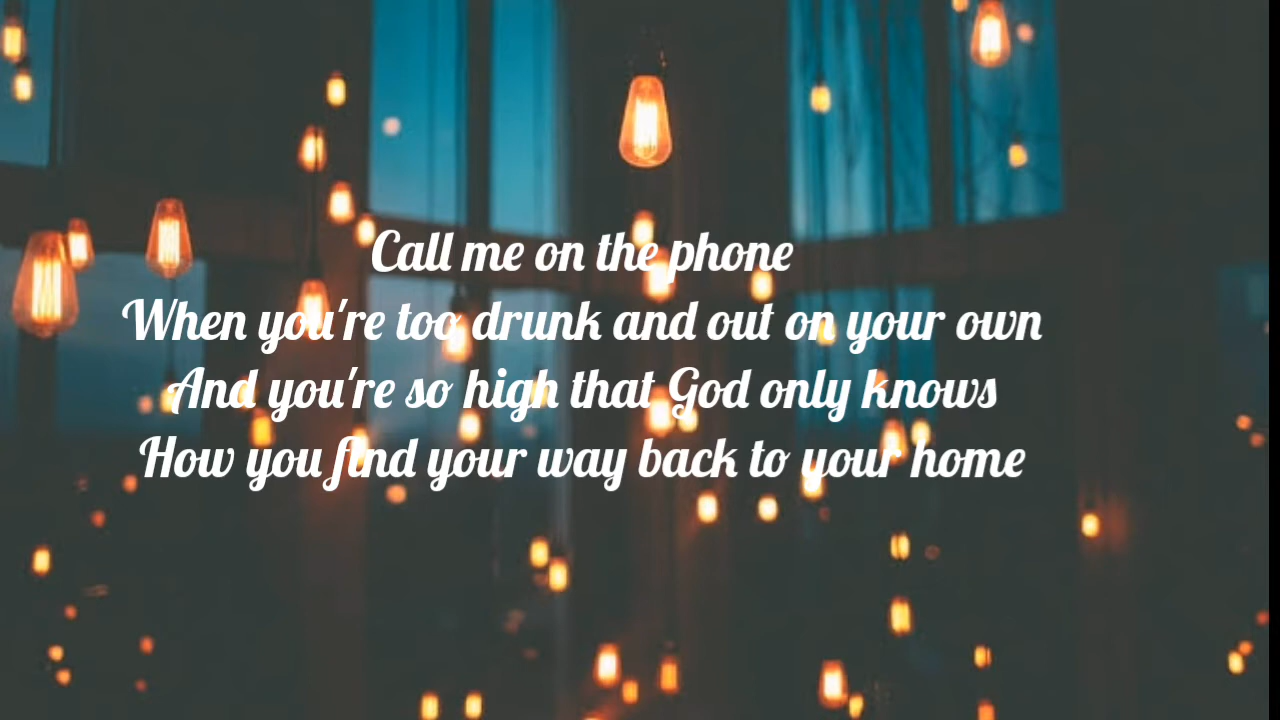 Call me on the phone
When you're too drunk and out on your own
And you're so high that God only knows
How you find your way back to your home